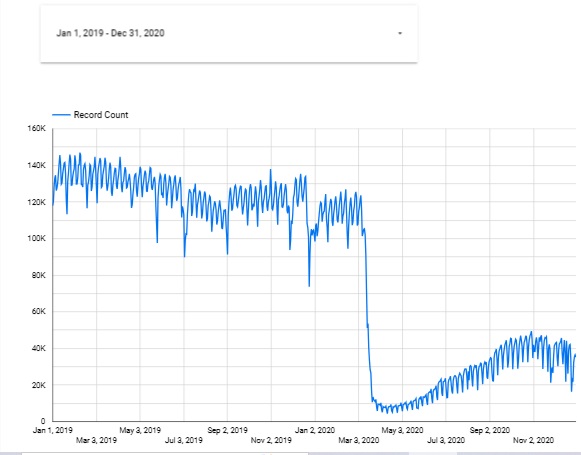 Jan 1, 2019 - Dec 31, 2020
Record Count
160K
140K
120K
100K
80K
60K
40K
20K
0
Jan 1, 2019 May 3, 2019 Sep 2, 2019 Jan 2, 2020 May 3, 2020 Sep 2, 2020
Mar 3, 2019 Jul 3, 2019 Nov 2, 2019 Mar 3, 2020 Jul 3, 2020 Nov 2, 2020